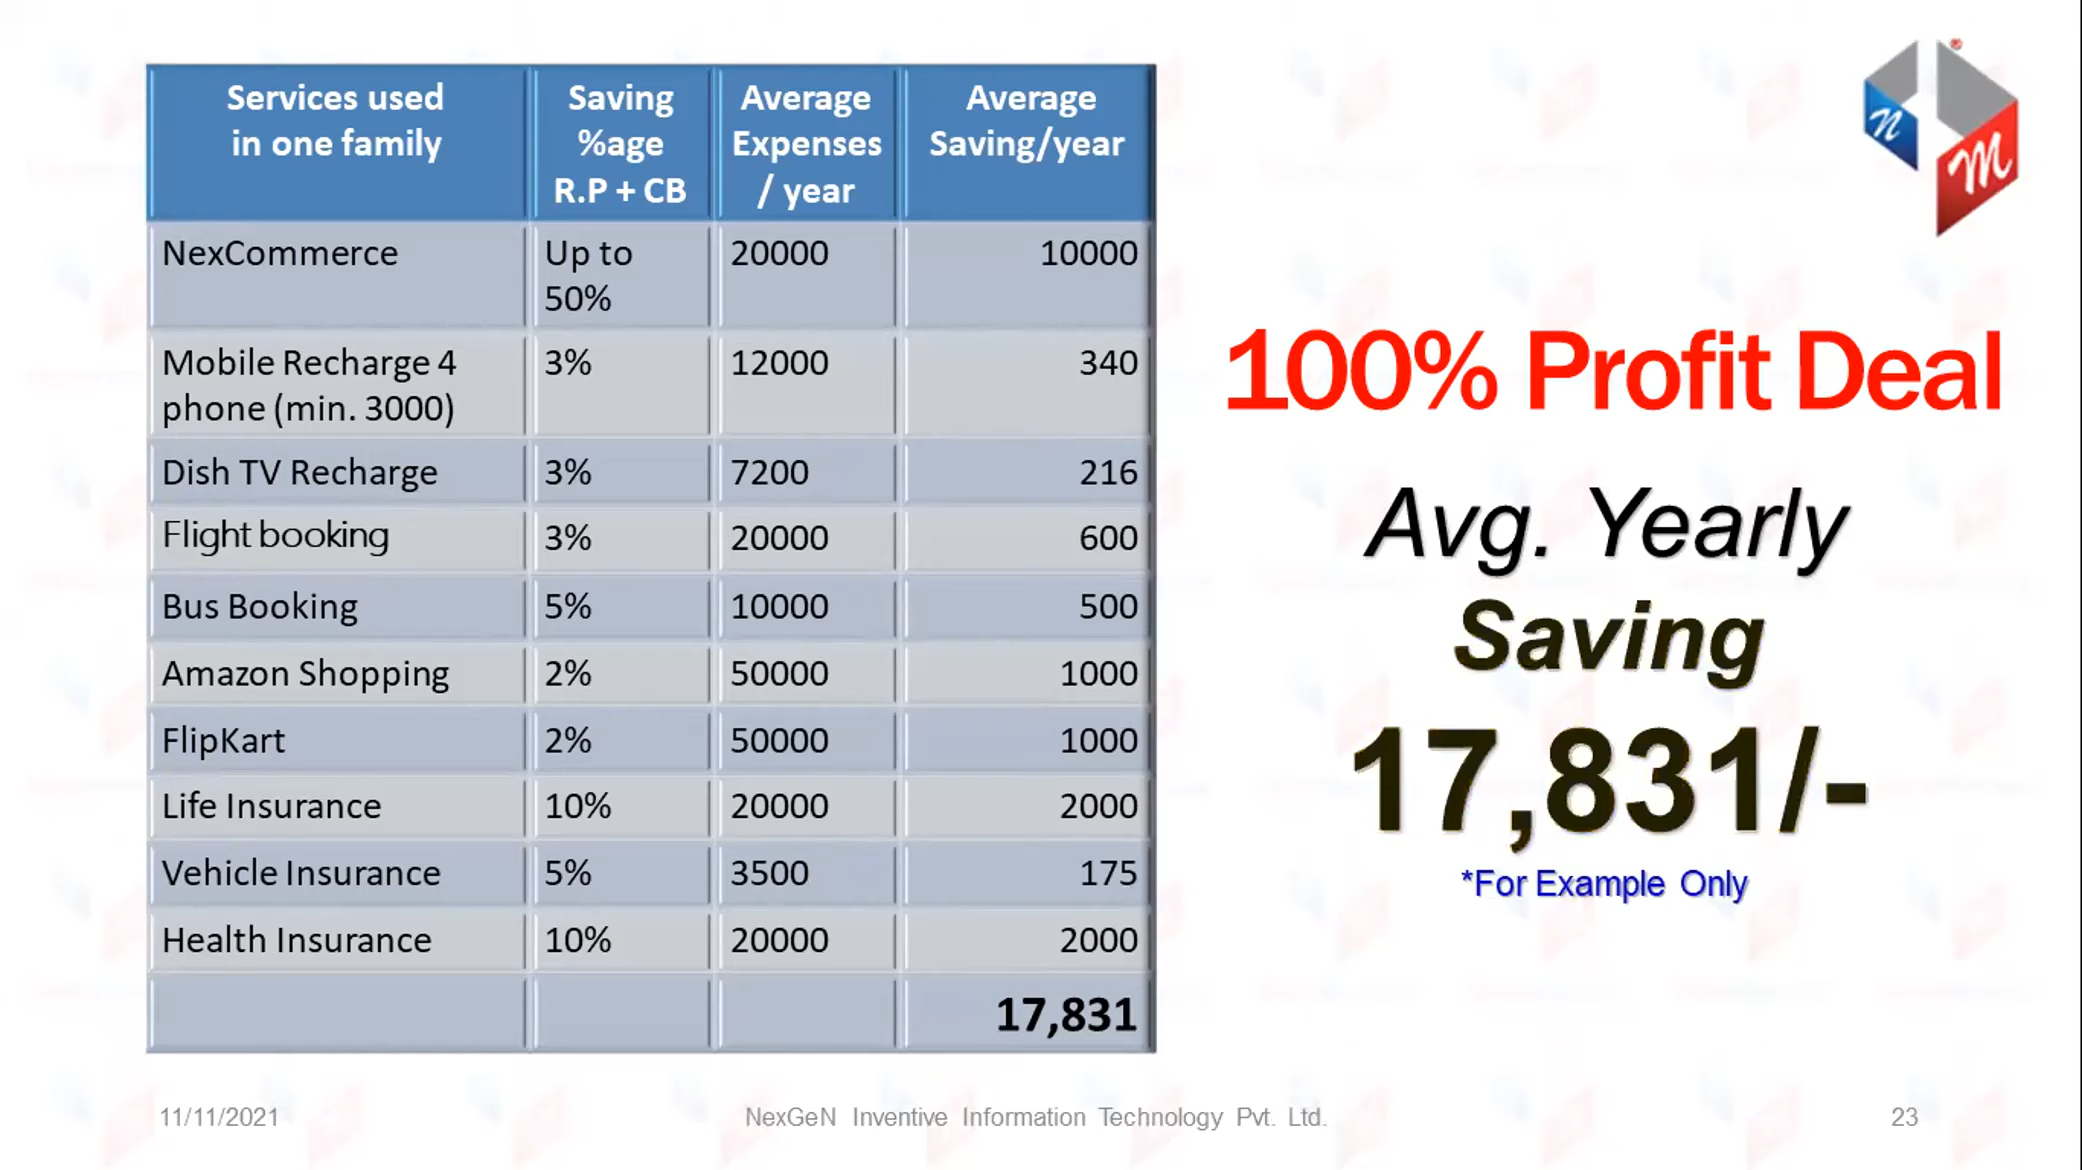 Services used in one family | Saving %age R.P + CB | Average Expenses / year | Average Saving/year
NexCommerce | Up to 50% | 20000 | 10000
Mobile Recharge 4 phone (min. 3000) | 3% | 12000 | 340
Dish TV Recharge | 3% | 7200 | 216
Flight booking | 3% | 20000 | 600
Bus Booking | 5% | 10000 | 500
Amazon Shopping | 2% | 50000 | 1000
FlipKart | 2% | 50000 | 1000
Life Insurance | 10% | 20000 | 2000
Vehicle Insurance | 5% | 3500 | 175
Health Insurance | 10% | 20000 | 2000
17,831
n m ®
100% Profit Deal
Avg. Yearly
Saving
17,831/-
*For Example Only
11/11/2021
NexGeN Inventive Information Technology Pvt. Ltd.
23